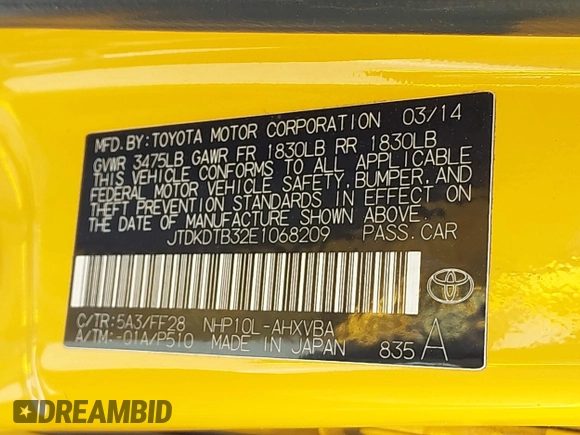 MFD.BY:TOYOTA MOTOR CORPORATION 03/14
GVWR 3475LB GAWR FR 1830LB RR 1830LB
THIS VEHICLE CONFORMS TO ALL APPLICABLE
FEDERAL MOTOR VEHICLE SAFETY, BUMPER, AND
THEFT PREVENTION STANDARDS IN EFFECT ON
THE DATE OF MANUFACTURE SHOWN ABOVE.
JTDKDTB32E1068209 PASS.CAR
C/TR:5A3/FF28 NHP10L-AHXVBA
A/TM:-01A/P510 MADE IN JAPAN 835 A
DREAMBID